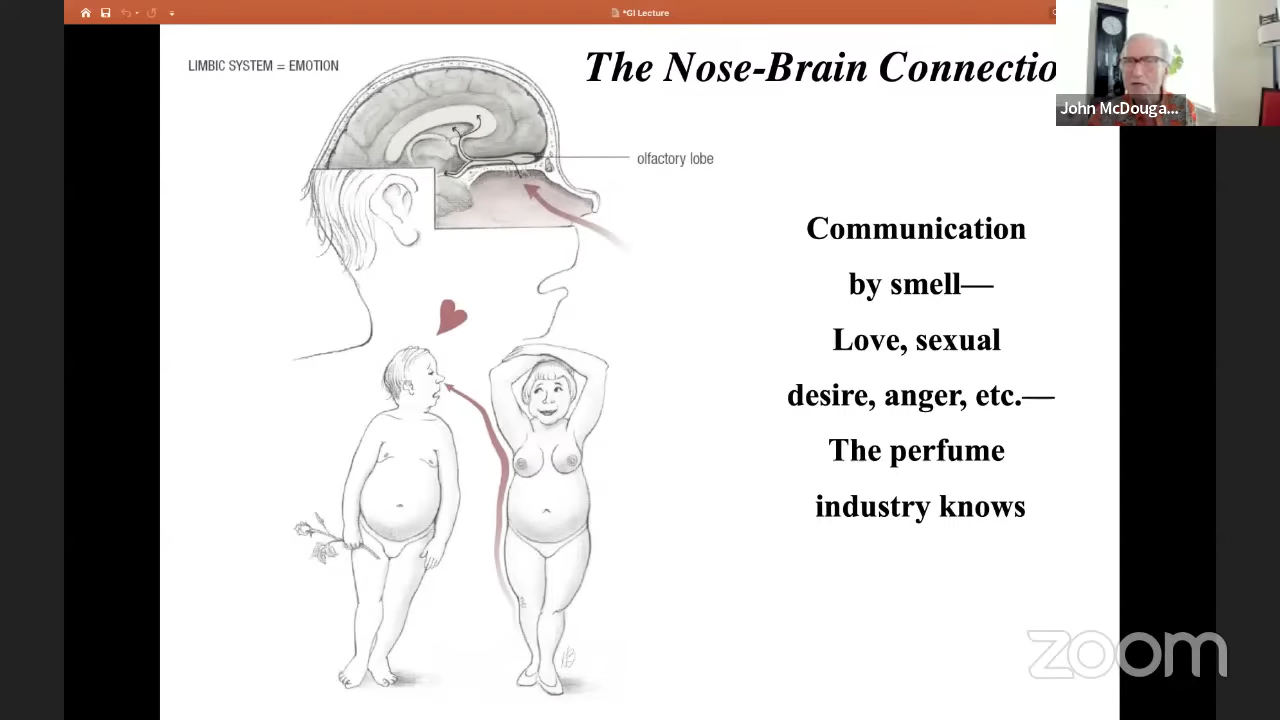 *GI Lecture
LIMBIC SYSTEM = EMOTION
The Nose-Brain Connectio
John McDouga...
olfactory lobe
Communication
by smell—
Love, sexual
desire, anger, etc.—
The perfume
industry knows
zoom